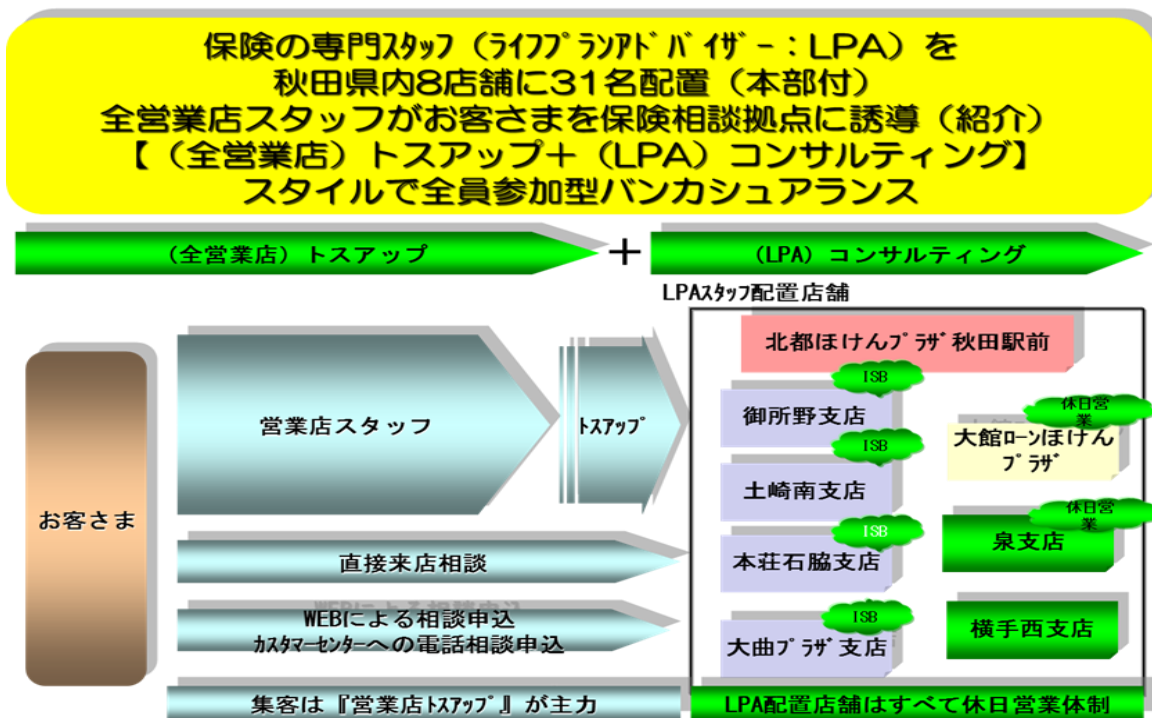 保険の専門ｽﾀｯﾌ（ﾗｲﾌﾌﾟﾗﾝｱﾄﾞﾊﾞｲｻﾞｰ：LPA）を
秋田県内8店舗に31名配置（本部付）
全営業店スタッフがお客さまを保険相談拠点に誘導（紹介）
【（全営業店）トスアップ＋（LPA）コンサルティング】
スタイルで全員参加型バンカシュアランス
（全営業店）トスアップ
＋
（LPA）コンサルティング
LPAｽﾀｯﾌ配置店舗
お客さま
営業店スタッフ
ﾄｽｱｯﾌﾟ
直接来店相談
WEBによる相談申込
ｶｽﾀﾏｰｾﾝﾀｰへの電話相談申込
集客は『営業店ﾄｽｱｯﾌﾟ』が主力
北都ほけんﾌﾟﾗｻﾞ秋田駅前
ISB
御所野支店
ISB
土崎南支店
ISB
本荘石脇支店
ISB
大曲ﾌﾟﾗｻﾞ支店
休日営
業
大館ﾛｰﾝほけん
ﾌﾟﾗｻﾞ
休日営
業
泉支店
横手西支店
LPA配置店舗はすべて休日営業体制